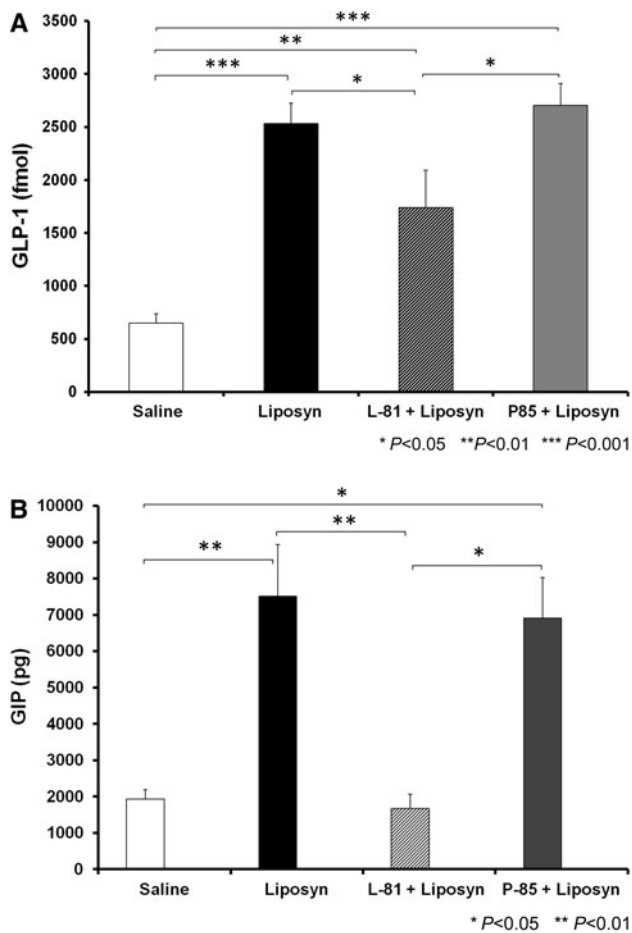 A
***
**
*** * *
3500
3000
2500
2000
1500
1000
500
0
GLP-1 (fmol)
Saline Liposyn L-81 + Liposyn P85 + Liposyn
* P<0.05 **P<0.01 *** P<0.001
B
*
**
** *
10000
9000
8000
7000
6000
5000
4000
3000
2000
1000
0
GIP (pg)
Saline Liposyn L-81 + Liposyn P-85 + Liposyn
* P<0.05 ** P<0.01